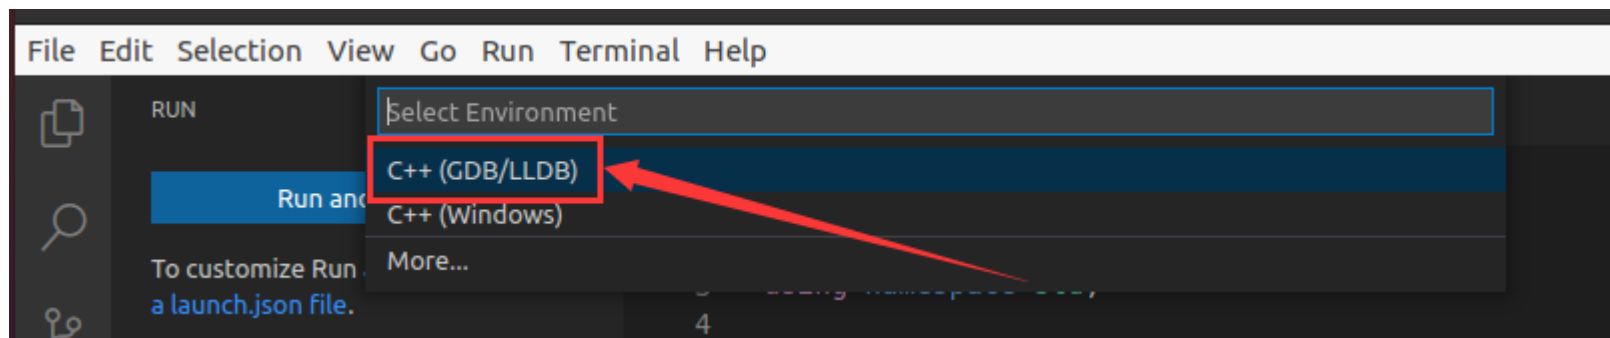 File Edit Selection View Go Run Terminal Help
RUN
Select Environment
C++ (GDB/LLDB)
Run and
C++ (Windows)
To customize Run
More...
a launch.json file.
4